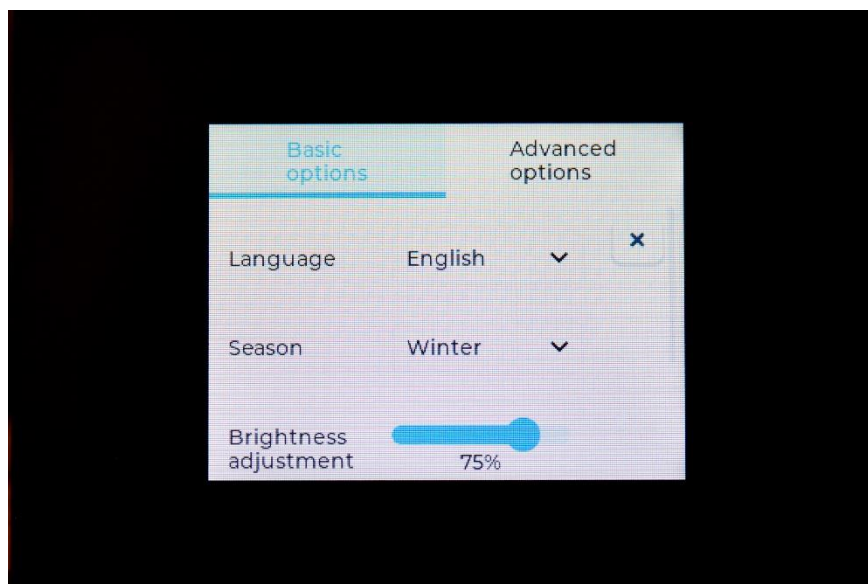 Basic
options
Advanced
options
Language English
Season Winter
Brightness
adjustment
75%